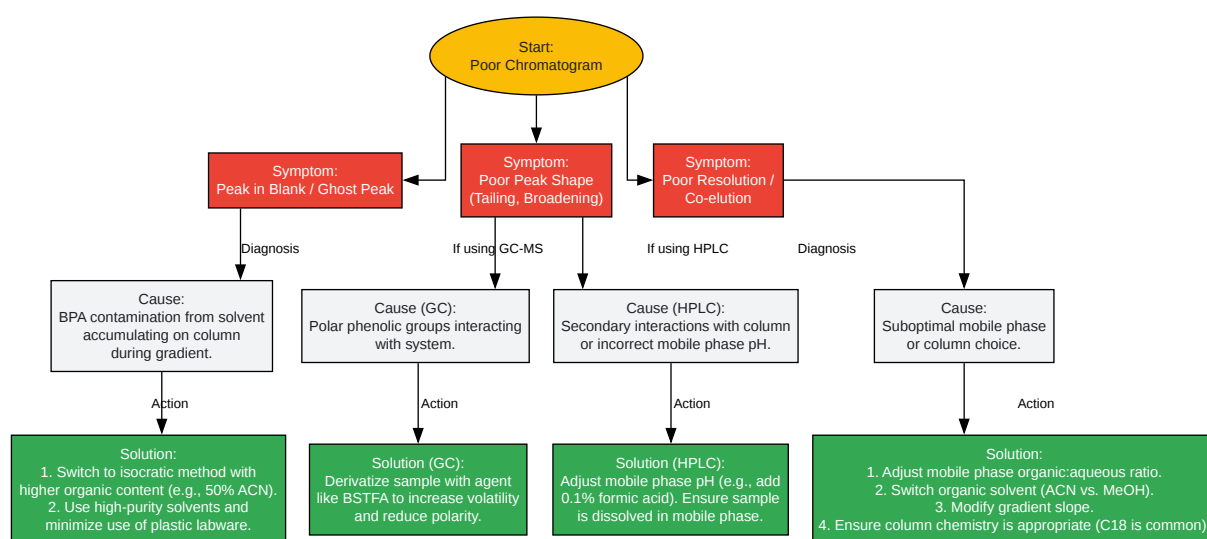 Start:
Poor Chromatogram
Symptom:
Peak in Blank / Ghost Peak
Symptom:
Poor Peak Shape
(Tailing, Broadening)
Symptom:
Poor Resolution /
Co-elution
Diagnosis
If using GC-MS
If using HPLC
Diagnosis
Cause:
BPA contamination from solvent
accumulating on column
during gradient.
Cause (GC):
Polar phenolic groups interacting
with system.
Cause (HPLC):
Secondary interactions with column
or incorrect mobile phase pH.
Cause:
Suboptimal mobile phase
or column choice.
Action
Action
Action
Action
Solution:
1. Switch to isocratic method with
higher organic content (e.g., 50% ACN).
2. Use high-purity solvents and
minimize use of plastic labware.
Solution (GC):
Derivatize sample with agent
like BSTFA to increase volatility
and reduce polarity.
Solution (HPLC):
Adjust mobile phase pH (e.g., add
0.1% formic acid). Ensure sample
is dissolved in mobile phase.
Solution:
1. Adjust mobile phase organic:aqueous ratio.
2. Switch organic solvent (ACN vs. MeOH).
3. Modify gradient slope.
4. Ensure column chemistry is appropriate (C18 is common)